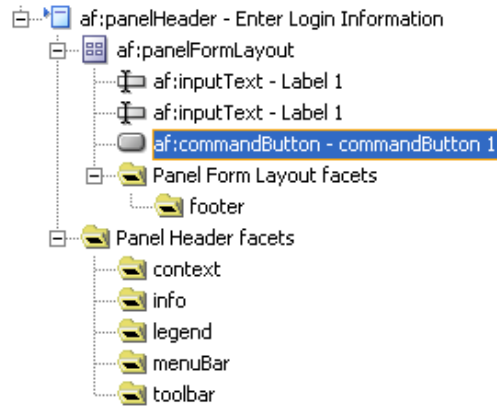 af:panelHeader - Enter Login Information
af:panelFormLayout
af:inputText - Label 1
af:inputText - Label 1
af:commandButton - commandButton 1
Panel Form Layout facets
footer
Panel Header facets
context
info
legend
menuBar
toolbar